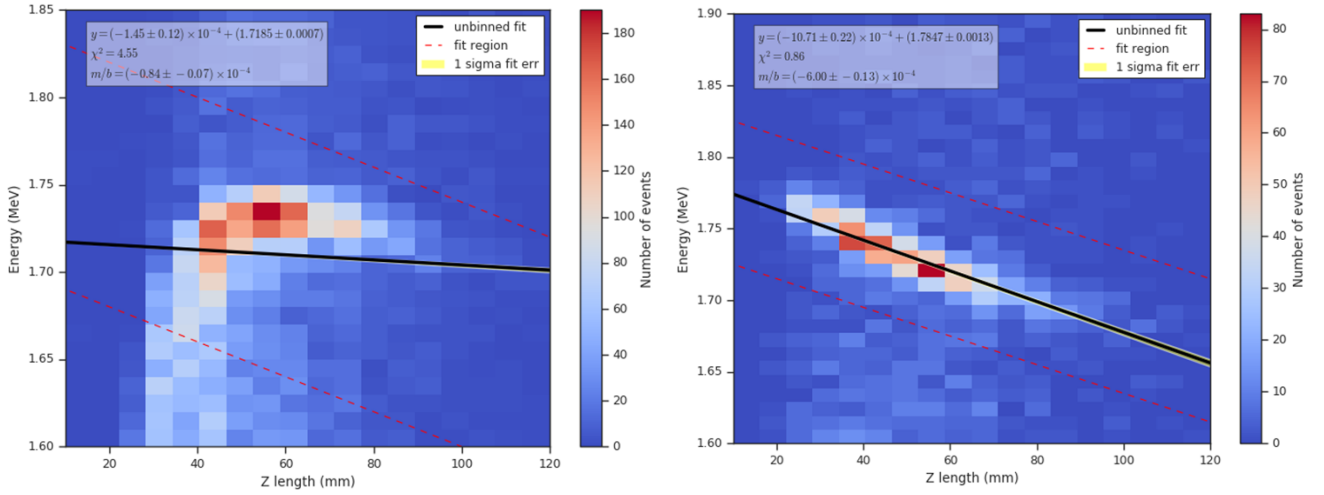 y = (−1.45 ± 0.12) × 10⁻⁴ + (1.7185 ± 0.0007)
χ² = 4.55
m/b = (−0.84 ± −0.07) × 10⁻⁴
unbinned fit
fit region
1 sigma fit err
1.85
1.80
1.75
1.70
1.65
1.60
Energy (MeV)
20 40 60 80 100 120
Z length (mm)
180
160
140
120
100
80
60
40
20
0
Number of events
y = (−10.71 ± 0.22) × 10⁻⁴ + (1.7847 ± 0.0013)
χ² = 0.86
m/b = (−6.00 ± −0.13) × 10⁻⁴
unbinned fit
fit region
1 sigma fit err
1.90
1.85
1.80
1.75
1.70
1.65
1.60
Energy (MeV)
20 40 60 80 100 120
Z length (mm)
80
70
60
50
40
30
20
10
0
Number of events